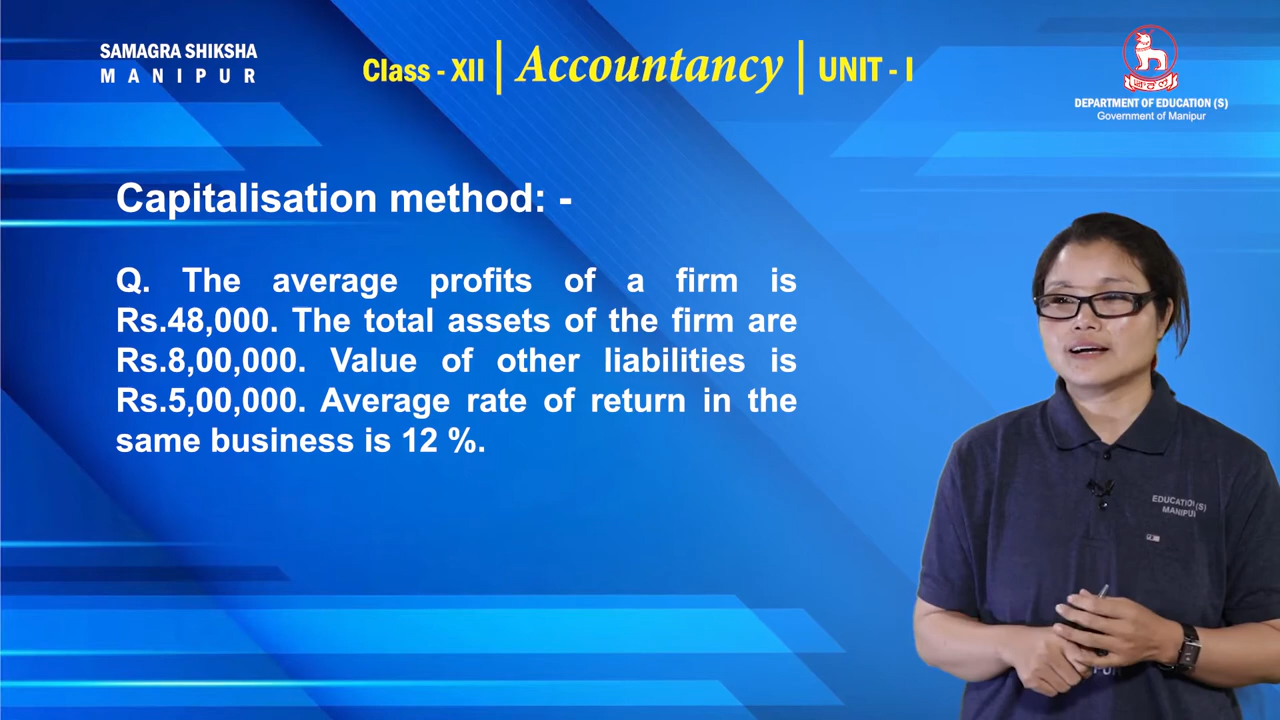 SAMAGRA SHIKSHA
MANIPUR
Class - XII | Accountancy | UNIT - I
DEPARTMENT OF EDUCATION (S)
Government of Manipur
Capitalisation method: -
Q. The average profits of a firm is
Rs.48,000. The total assets of the firm are
Rs.8,00,000. Value of other liabilities is
Rs.5,00,000. Average rate of return in the
same business is 12 %.
EDUCATION (S)
MANIPUR